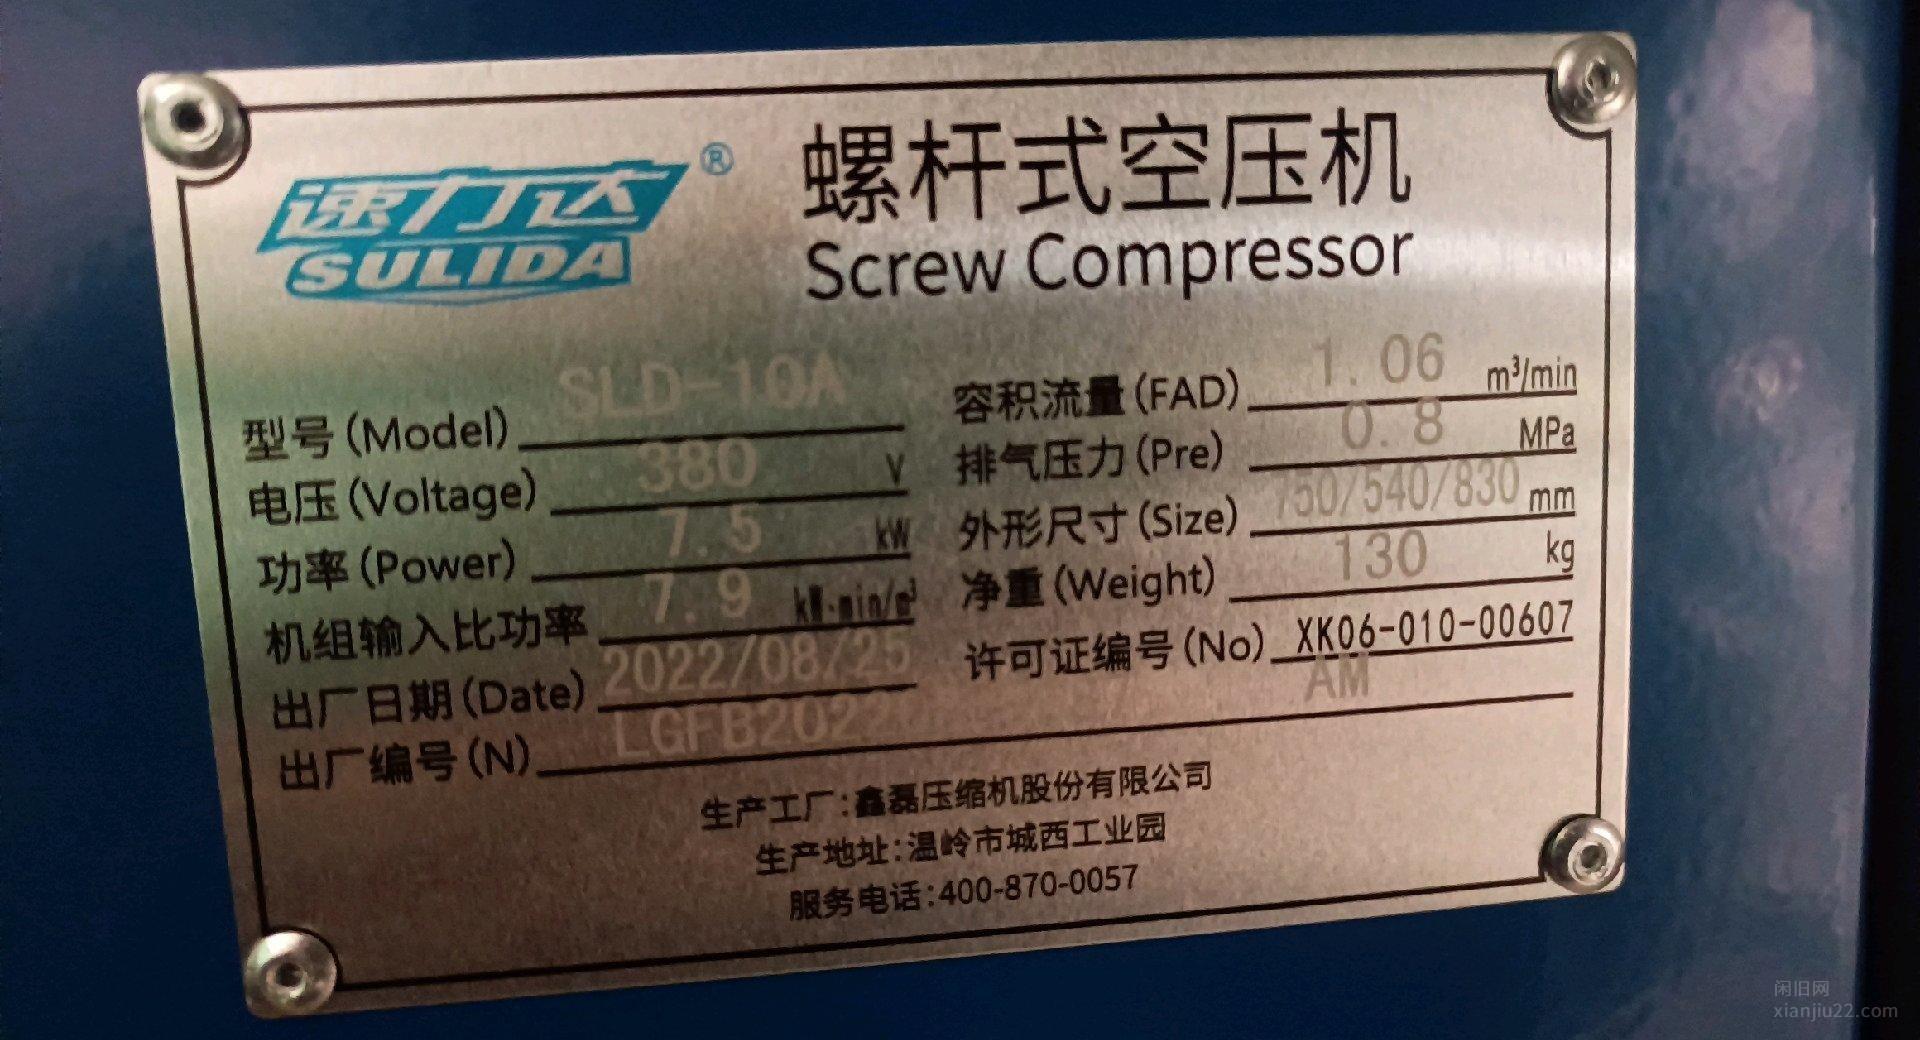 速力达®
SULIDA
螺杆式空压机
Screw Compressor
型号(Model) SLD-10A
电压(Voltage) 380 V
功率(Power) 7.5 kW
机组输入比功率 7.9 kW·min/m³
出厂日期(Date) 2022/08/25
出厂编号(N) LGFB2022 AM
容积流量(FAD) 1.06 m³/min
排气压力(Pre) 0.8 MPa
外形尺寸(Size) 750/540/830 mm
净重(Weight) 130 kg
许可证编号(No) XK06-010-00607
生产工厂:鑫磊压缩机股份有限公司
生产地址:温岭市城西工业园
服务电话:400-870-0057
闲旧网
xianjiu22.com